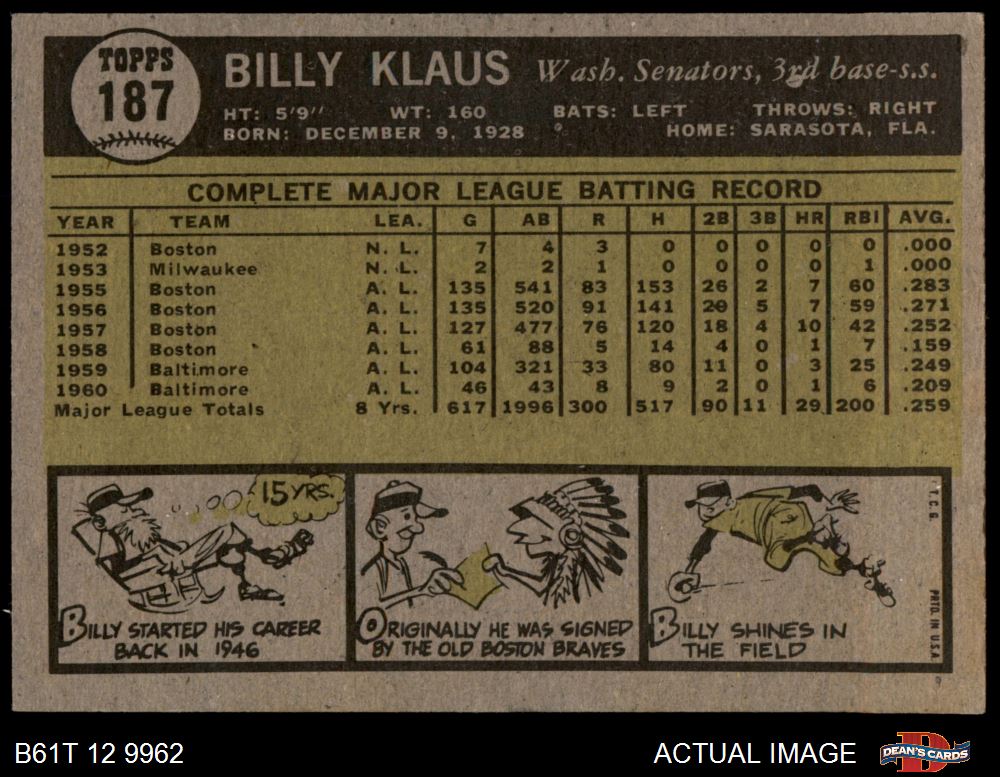 TOPPS
187
BILLY KLAUS Wash. Senators, 3rd base-s.s.
HT: 5'9" WT: 160 BATS: LEFT THROWS: RIGHT
BORN: DECEMBER 9, 1928 HOME: SARASOTA, FLA.
COMPLETE MAJOR LEAGUE BATTING RECORD
YEAR TEAM LEA. G AB R H 2B 3B HR RBI AVG.
1952 Boston N. L. 7 4 3 0 0 0 0 0 .000
1953 Milwaukee N. L. 2 2 1 0 0 0 0 1 .000
1955 Boston A. L. 135 541 83 153 26 2 7 60 .283
1956 Boston A. L. 135 520 91 141 29 5 7 59 .271
1957 Boston A. L. 127 477 76 120 18 4 10 42 .252
1958 Boston A. L. 61 88 5 14 4 0 1 7 .159
1959 Baltimore A. L. 104 321 33 80 11 0 3 25 .249
1960 Baltimore A. L. 46 43 8 9 2 0 1 6 .209
Major League Totals 8 Yrs. 617 1996 300 517 90 11 29 200 .259
15 YRS.
BILLY STARTED HIS CAREER
BACK IN 1946
ORIGINALLY HE WAS SIGNED
BY THE OLD BOSTON BRAVES
BILLY SHINES IN
THE FIELD
T.C.G. PRTD. IN U.S.A.
B61T 12 9962
ACTUAL IMAGE
DEAN'S CARDS